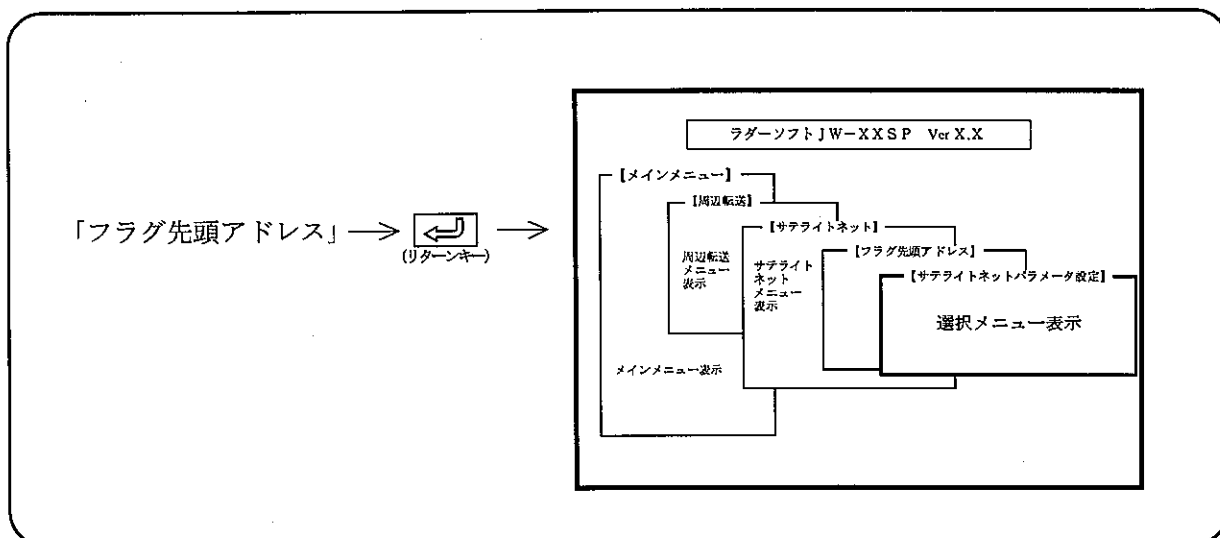 「フラグ先頭アドレス」
(リターンキー)
ラダーソフトJW-XXSP Ver X.X
【メインメニュー】
【周辺転送】
【サテライトネット】
【フラグ先頭アドレス】
【サテライトネットパラメータ設定】
周辺転送
メニュー
表示
サテライト
ネット
メニュー
表示
選択メニュー表示
メインメニュー表示